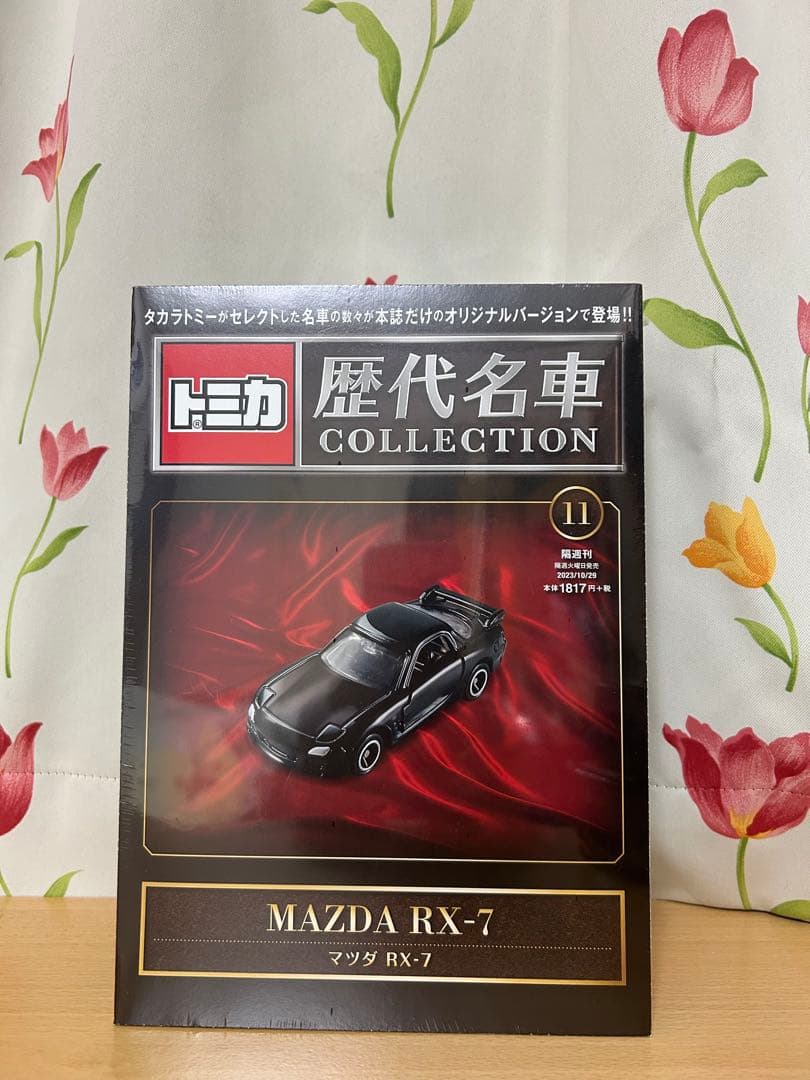 タカラトミーがセレクトした名車の数々が本誌だけのオリジナルバージョンで登場!!
トミカ®
歴代名車
COLLECTION
11
隔週刊
隔週火曜日発売
2023/10/29
本体1817円+税
MAZDA RX-7
マツダ RX-7